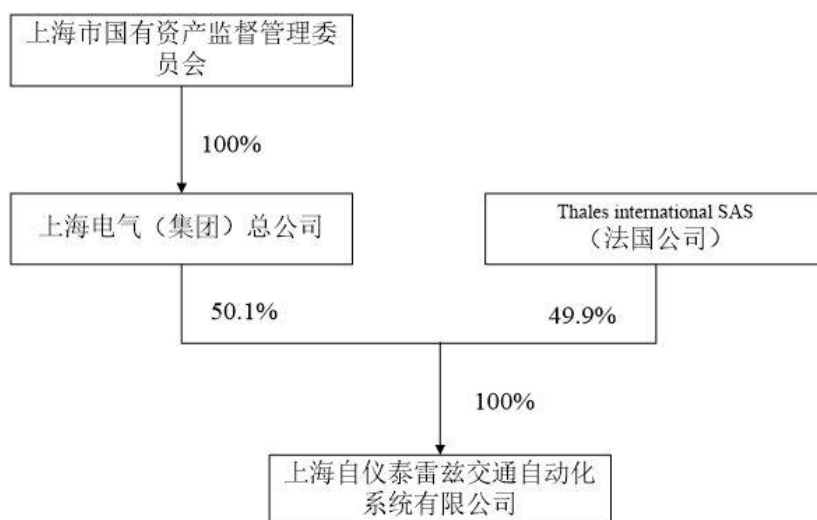 上海市国有资产监督管理委
员会
100%
上海电气（集团）总公司
Thales international SAS
（法国公司）
50.1%
49.9%
100%
上海自仪泰雷兹交通自动化
系统有限公司